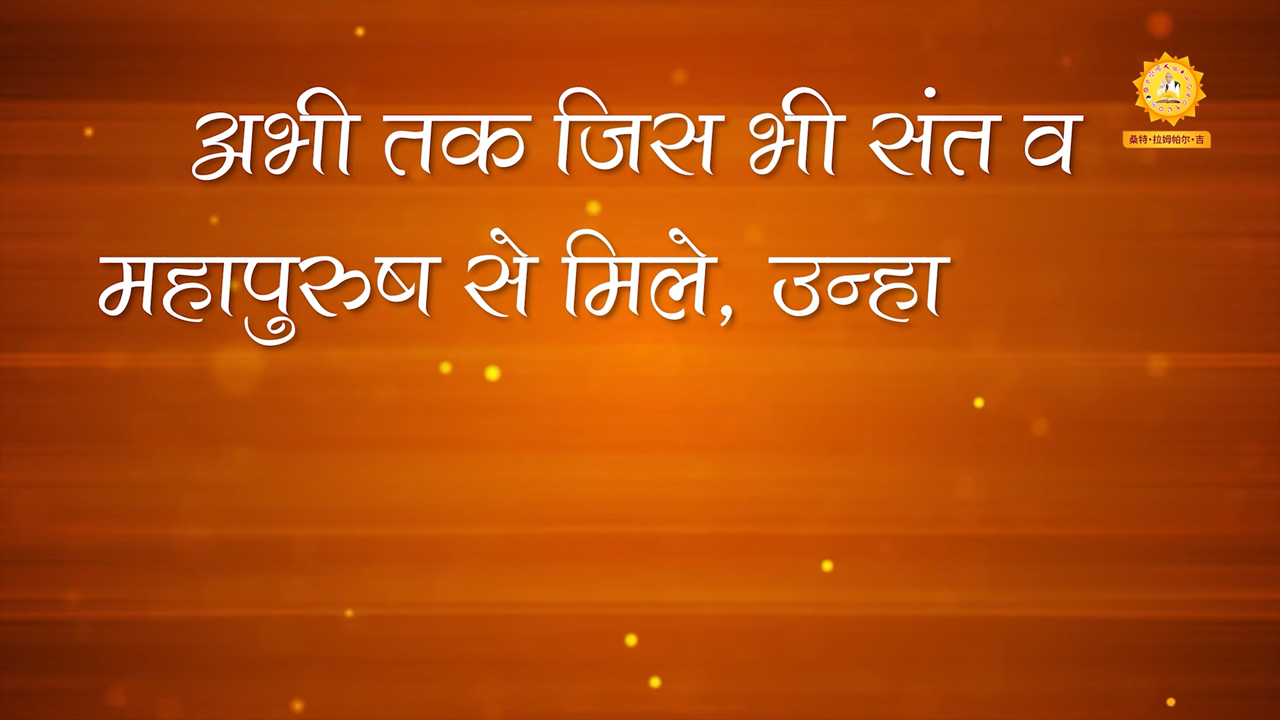 अभी तक जिस भी संत व
महापुरुष से मिले, उन्हा
桑特•拉姆帕尔•吉